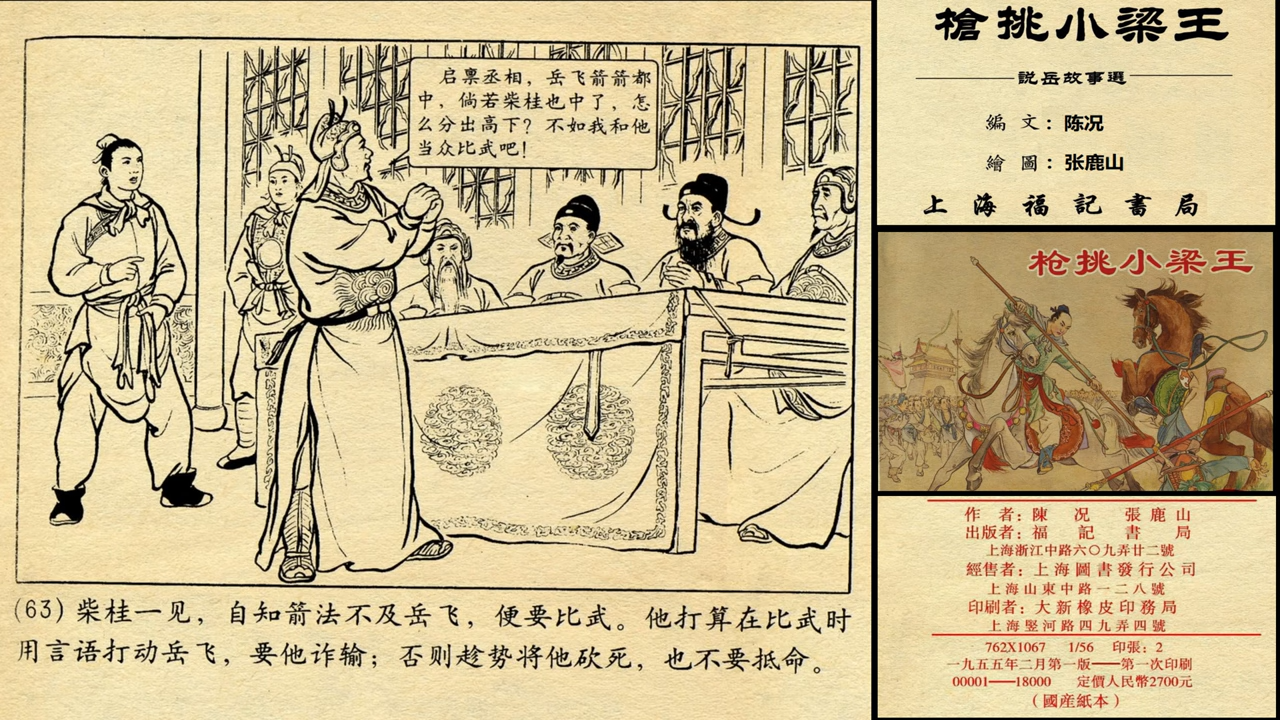 启禀丞相，岳飞箭箭都
中，倘若柴桂也中了，怎
么分出高下？不如我和他
当众比武吧！
(63) 柴桂一见，自知箭法不及岳飞，便要比武。他打算在比武时
用言语打动岳飞，要他诈输；否则趁势将他砍死，也不要抵命。
槍挑小梁王
説岳故事選
編 文：陈况
繪 圖：张鹿山
上海福記書局
枪挑小梁王
作 者：陳 况 張鹿山
出版者：福記書局
上海浙江中路六〇九弄廿二號
經售者：上海圖書發行公司
上海山東中路一二八號
印刷者：大新橡皮印務局
上海竪河路四九弄四號
762X1067 1/56 印張：2
一九五五年二月第一版——第一次印刷
00001——18000 定價人民幣2700元
（國産紙本）